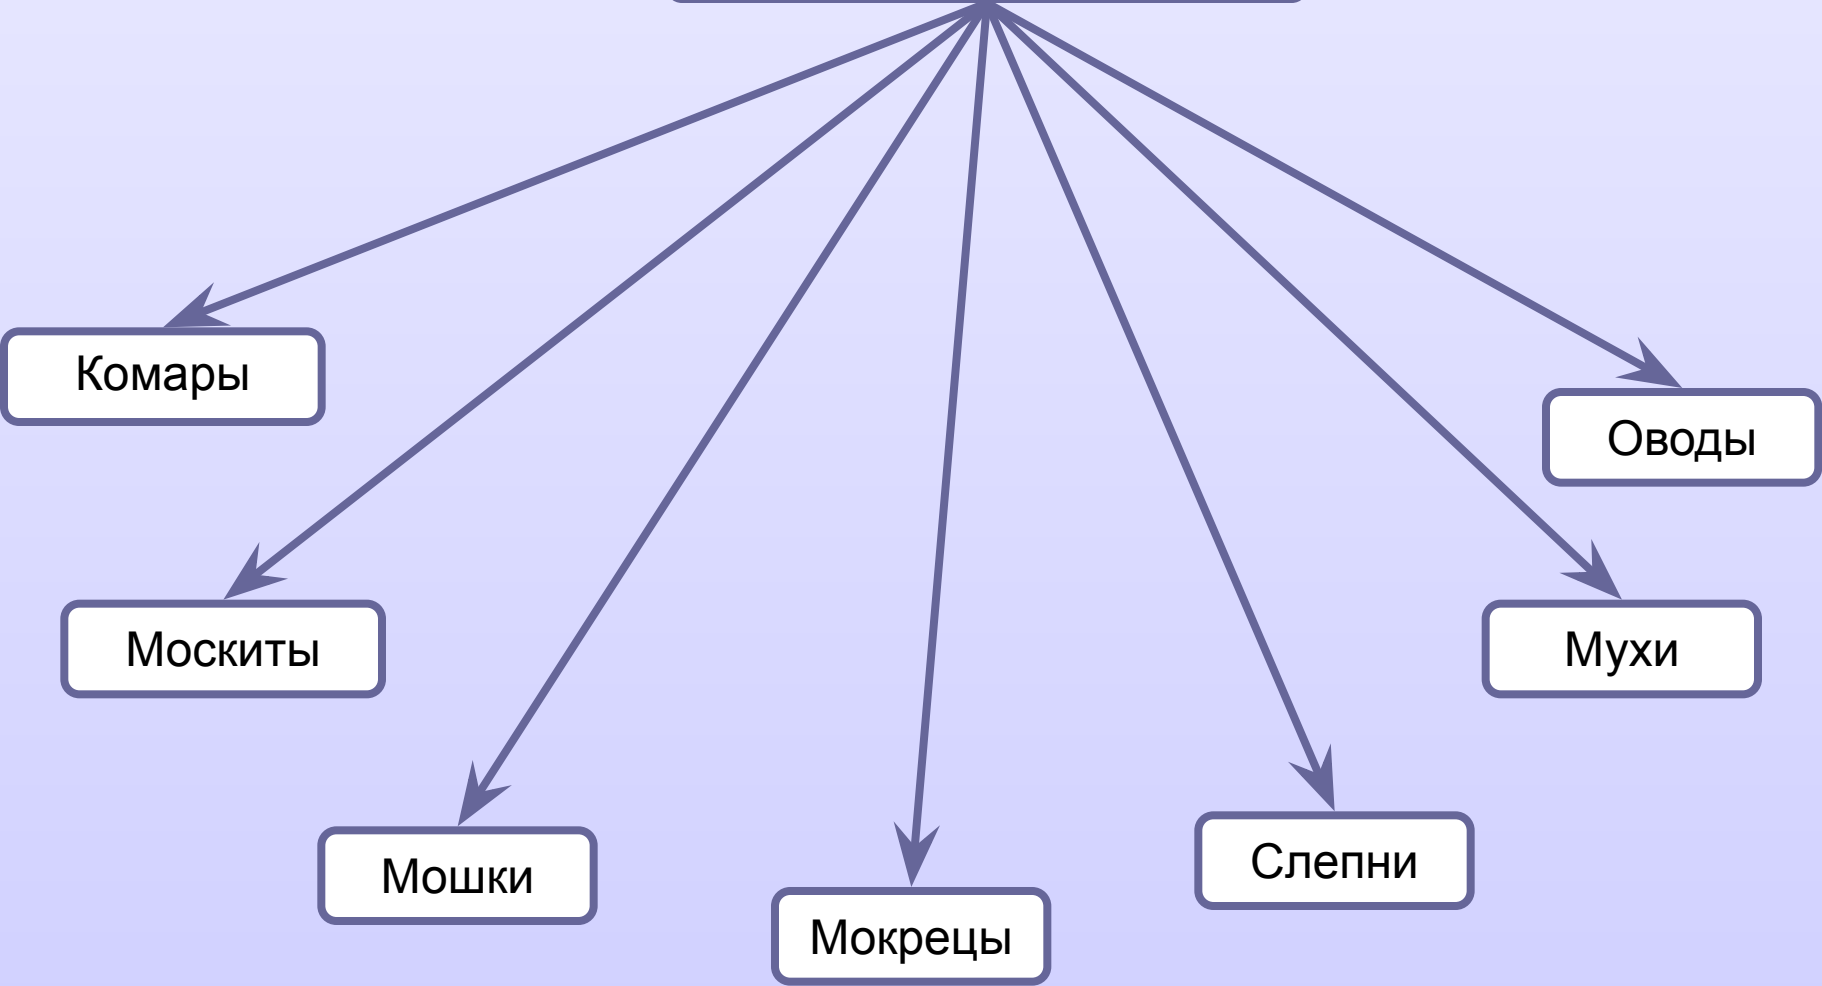 Комары
Оводы
Москиты
Мухи
Мошки
Слепни
Мокрецы